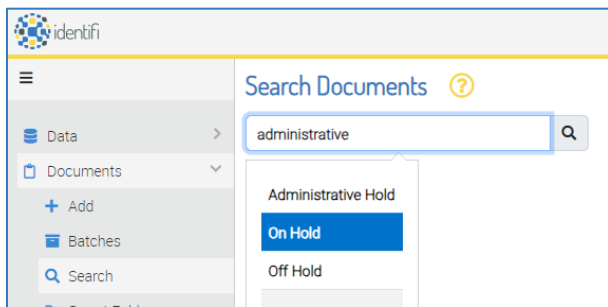 identifi
Search Documents ?
administrative
Data
Documents
Administrative Hold
Add
On Hold
Batches
Off Hold
Search